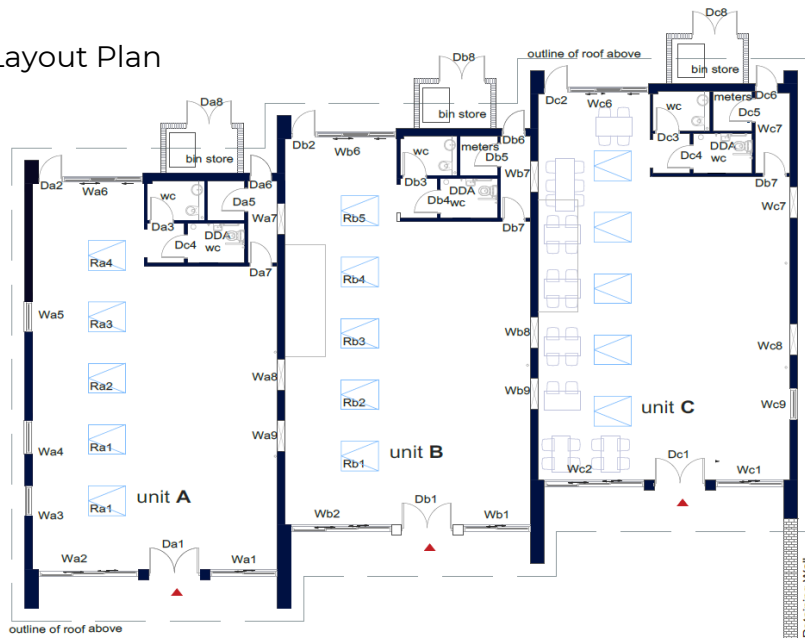 Layout Plan
Dc8
outline of roof above
bin store
Db8
Dc2
Wc6
Dc6
meters
wc
Dc5
Wc7
Dc3
Dc4
DDA
wc
Db7
Wc7
Wc8
Wc9
unit C
Dc1
Wc2
Wc1
bin store
Db2
Wb6
Db6
meters
wc
Db5
Wb7
Db3
DDA
Db4
wc
Db7
Rb5
Rb4
Rb3
Rb2
Rb1
Wb8
Wb9
unit B
Db1
Wb2
Wb1
Da8
bin store
Da2
Wa6
Da6
wc
Da5
Wa7
Da3
DDA
Dc4
wc
Da7
Ra4
Ra3
Ra2
Ra1
Ra1
Wa5
Wa4
Wa3
Wa8
Wa9
unit A
Da1
Wa2
Wa1
outline of roof above